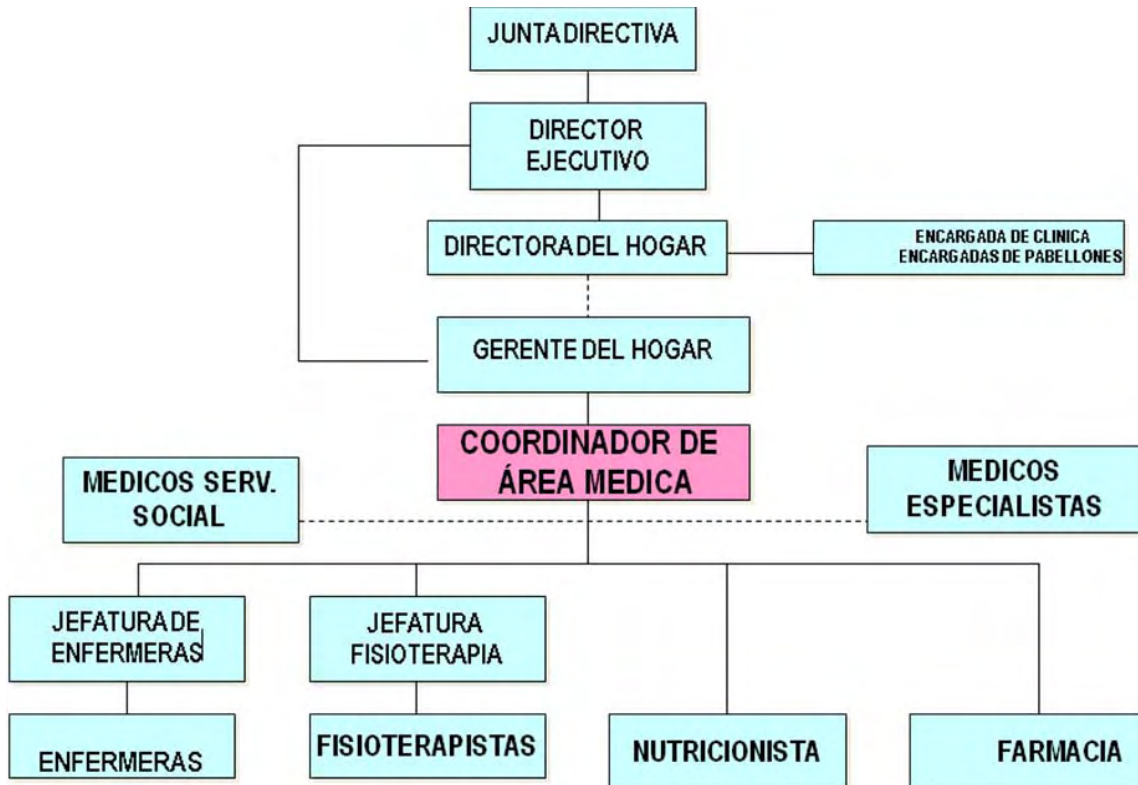 JUNTA DIRECTIVA
DIRECTOR
EJECUTIVO
DIRECTORA DEL HOGAR
ENCARGADA DE CLINICA
ENCARGADAS DE PABELLONES
GERENTE DEL HOGAR
COORDINADOR DE
ÁREA MEDICA
MEDICOS SERV.
SOCIAL
MEDICOS
ESPECIALISTAS
JEFATURA DE
ENFERMERAS
JEFATURA
FISIOTERAPIA
ENFERMERAS
FISIOTERAPISTAS
NUTRICIONISTA
FARMACIA